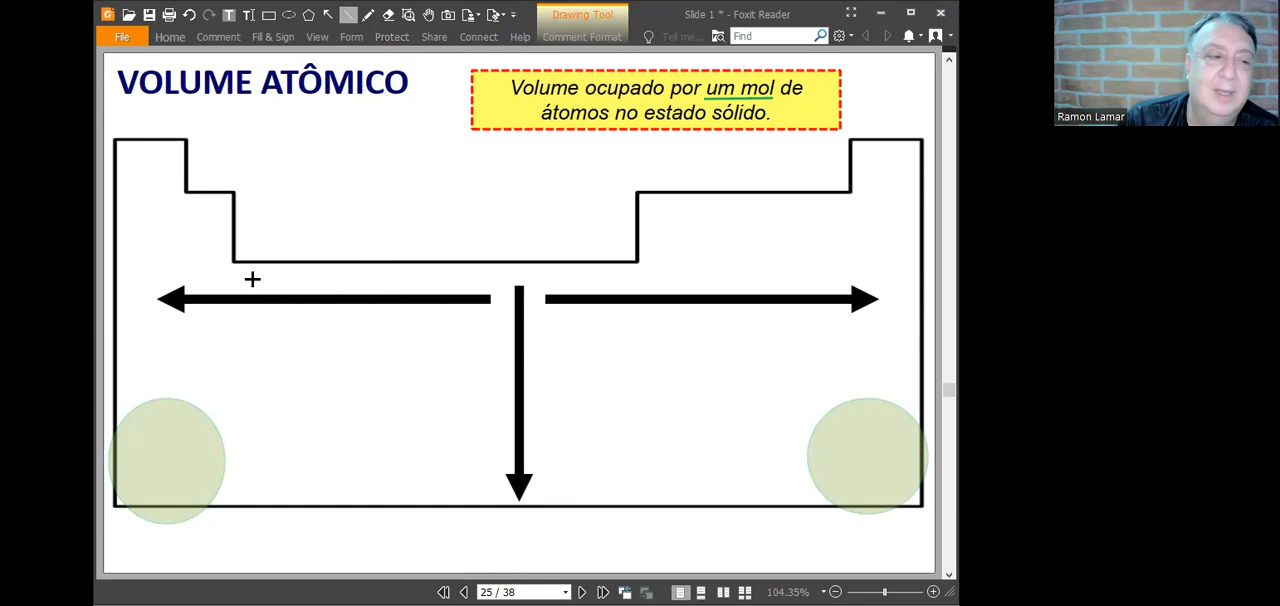 Drawing Tool
Slide 1 * - Foxit Reader
File
Home
Comment
Fill & Sign
View
Form
Protect
Share
Connect
Help
Comment Format
Tell me...
Find
VOLUME ATÔMICO
Volume ocupado por um mol de
átomos no estado sólido.
Ramon Lamar
25 / 38
104.35%